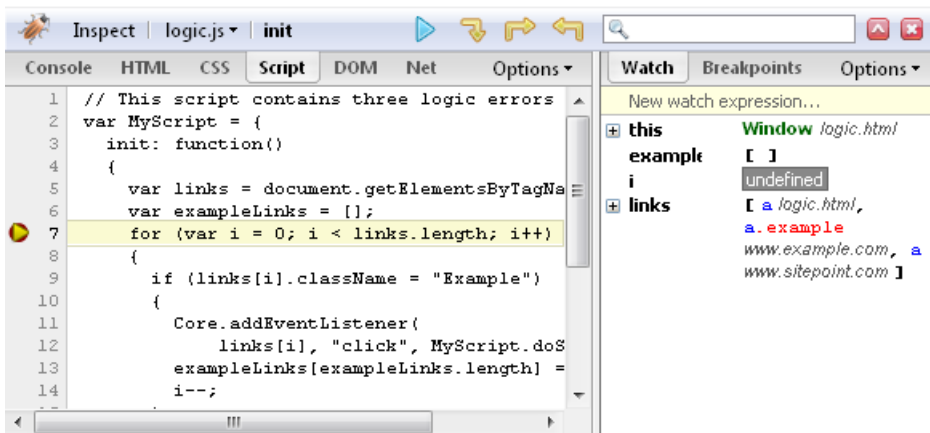 Inspect logic.js init
Console HTML CSS Script DOM Net Options
1 // This script contains three logic errors
2 var MyScript = {
3 init: function()
4 {
5 var links = document.getElementsByTagNa
6 var exampleLinks = [];
7 for (var i = 0; i < links.length; i++)
8 {
9 if (links[i].className = "Example")
10 {
11 Core.addEventListener(
12 links[i], "click", MyScript.doS
13 exampleLinks[exampleLinks.length] =
14 i--;
Watch Breakpoints Options
New watch expression...
this Window logic.html
example [ ]
i undefined
links [ a logic.html,
a.example
www.example.com, a
www.sitepoint.com ]